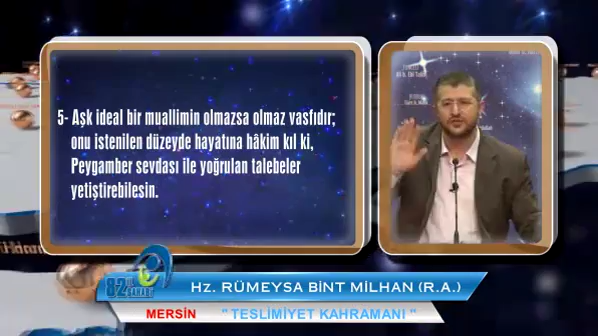 5- Aşk ideal bir muallimin olmazsa olmaz vasfıdır;
onu istenilen düzeyde hayatına hâkim kıl ki,
Peygamber sevdası ile yoğrulan talebeler
yetiştirebilesin.
82
Hz. RÜMEYSA BİNT MİLHAN (R.A.)
MERSİN " TESLİMİYET KAHRAMANI "